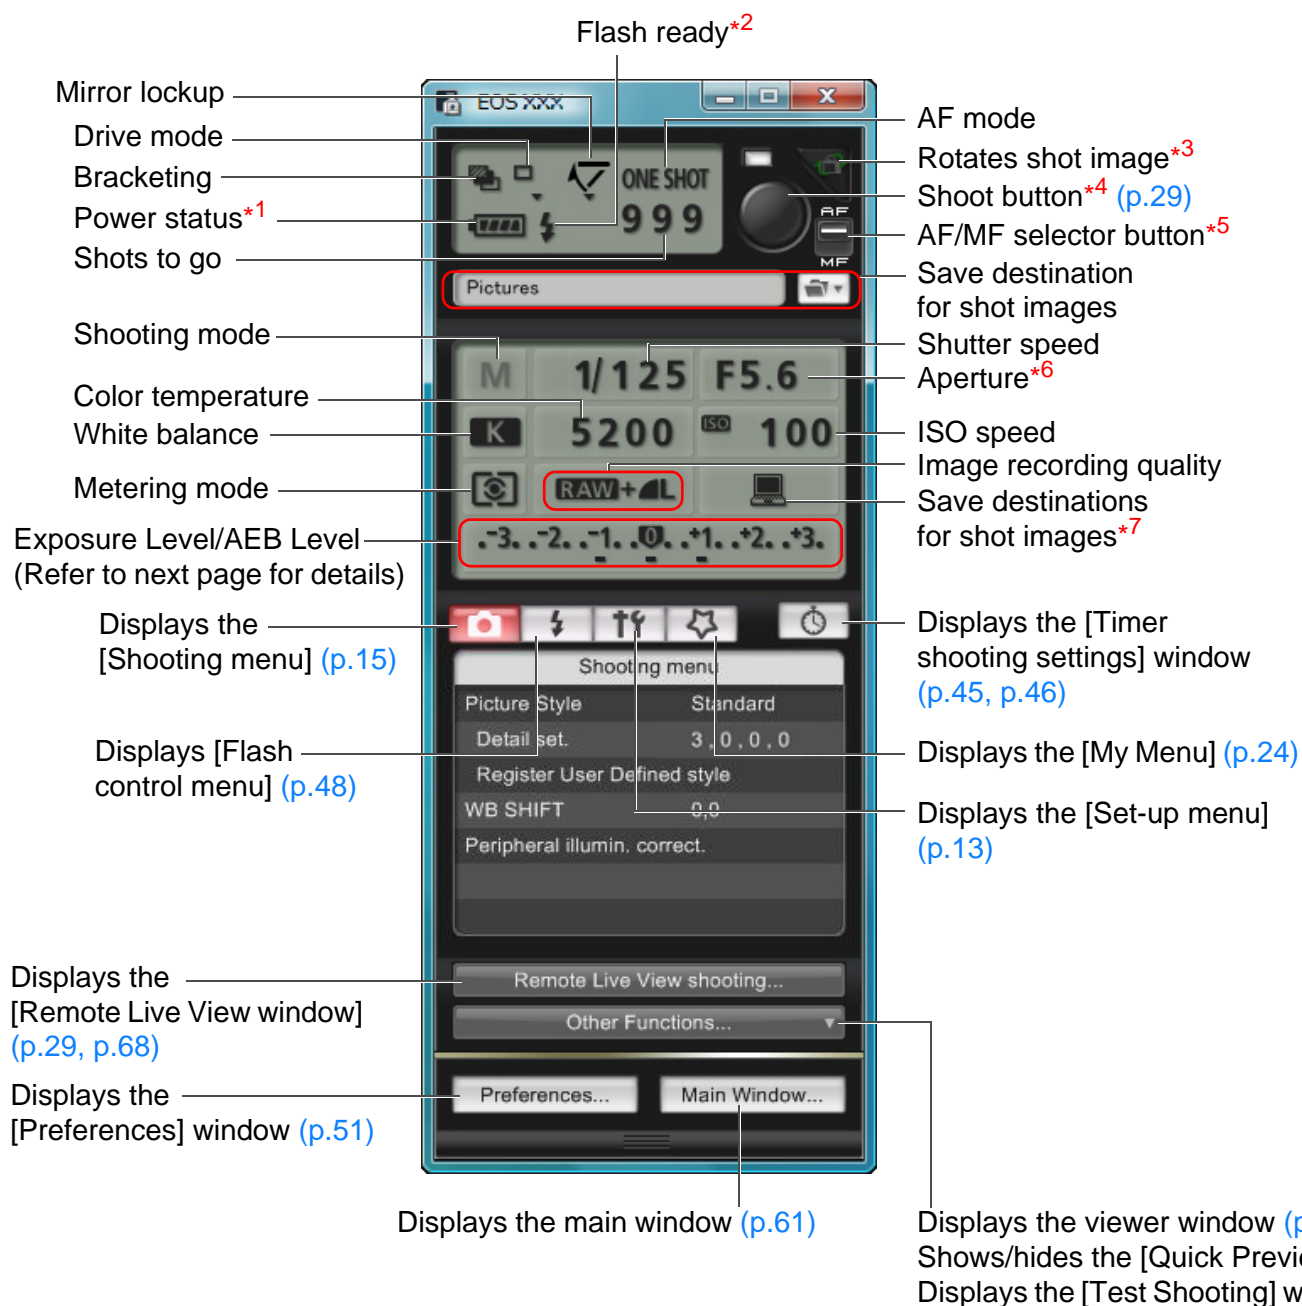 Flash ready*2
Mirror lockup
Drive mode
Bracketing
Power status*1
Shots to go
Shooting mode
Color temperature
White balance
Metering mode
Exposure Level/AEB Level
(Refer to next page for details)
Displays the
[Shooting menu] (p.15)
Displays [Flash
control menu] (p.48)
Displays the
[Remote Live View window]
(p.29, p.68)
Displays the
[Preferences] window (p.51)
EOS XXX
ONE SHOT
999
AF
MF
Pictures
M 1/125 F5.6
K 5200 ISO 100
RAW+L
.-3. .-2. .-1. .0. .+1. .+2. .+3.
Shooting menu
Picture Style Standard
Detail set. 3,0,0,0
Register User Defined style
WB SHIFT 0,0
Peripheral illumin. correct.
Remote Live View shooting...
Other Functions...
Preferences... Main Window...
AF mode
Rotates shot image*3
Shoot button*4 (p.29)
AF/MF selector button*5
Save destination
for shot images
Shutter speed
Aperture*6
ISO speed
Image recording quality
Save destinations
for shot images*7
Displays the [Timer
shooting settings] window
(p.45, p.46)
Displays the [My Menu] (p.24)
Displays the [Set-up menu]
(p.13)
Displays the main window (p.61)
Displays the viewer window (
Shows/hides the [Quick
Displays the [Test Shooting]